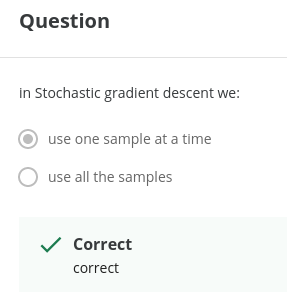 Question
in Stochastic gradient descent we:
use one sample at a time
use all the samples
Correct
correct